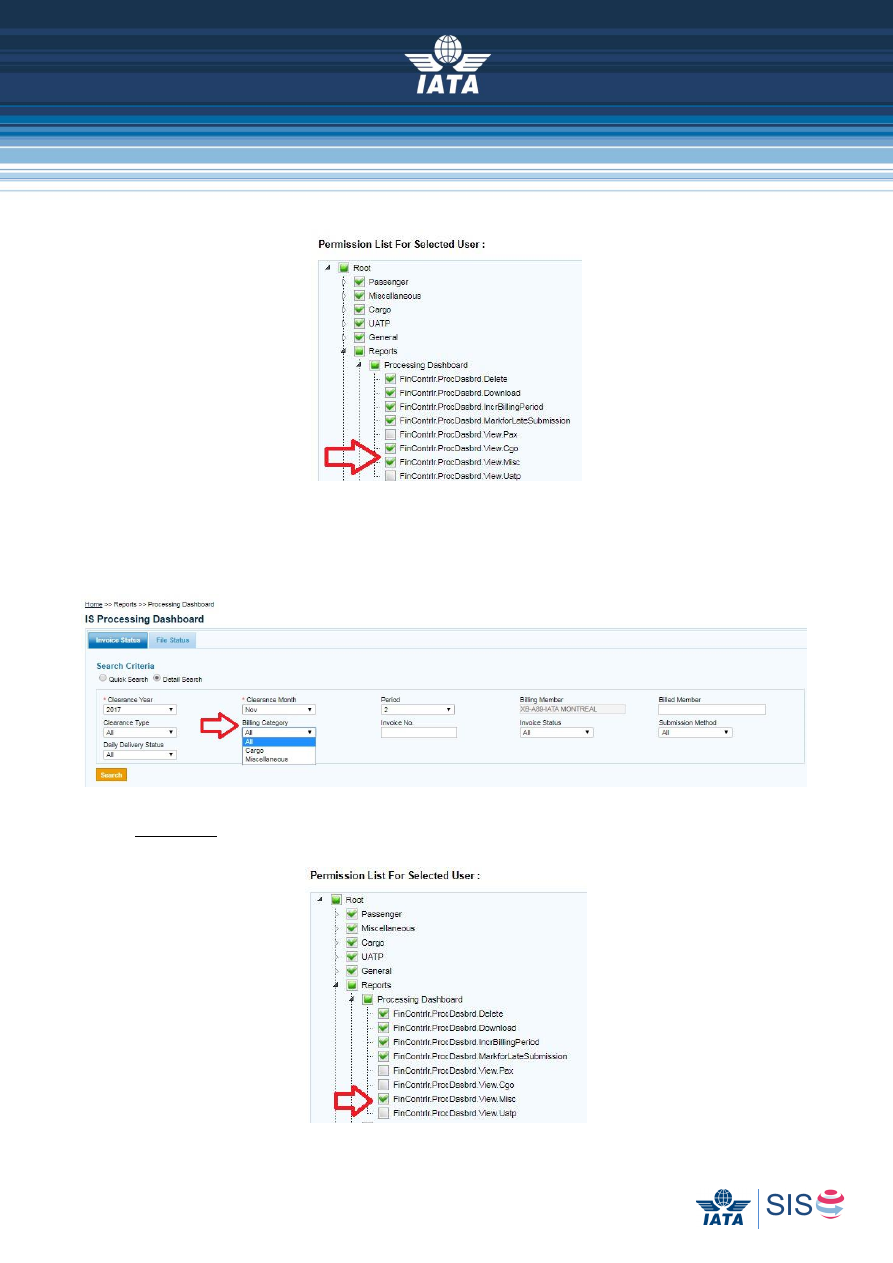 IATA
Permission List For Selected User :
Root
Passenger
Miscellaneous
Cargo
UATP
General
Reports
Processing Dashboard
FinContrlr.ProcDasbrd.Delete
FinContrlr.ProcDasbrd.Download
FinContrlr.ProcDasbrd.IncrBillingPeriod
FinContrlr.ProcDasbrd.MarkforLateSubmission
FinContrlr.ProcDasbrd.View.Pax
FinContrlr.ProcDasbrd.View.Cgo
FinContrlr.ProcDasbrd.View.Misc
FinContrlr.ProcDasbrd.View.Uatp
Home >> Reports >> Processing Dashboard
IS Processing Dashboard
Invoice Status File Status
Search Criteria
Quick Search Detail Search
* Clearance Year * Clearance Month Period Billing Member Billed Member
2017 Nov 2 XB-A89-IATA MONTREAL
Clearance Type Billing Category Invoice No. Invoice Status Submission Method
All All All All
Daily Delivery Status All
All Cargo
Miscellaneous
Search
Permission List For Selected User :
Root
Passenger
Miscellaneous
Cargo
UATP
General
Reports
Processing Dashboard
FinContrlr.ProcDasbrd.Delete
FinContrlr.ProcDasbrd.Download
FinContrlr.ProcDasbrd.IncrBillingPeriod
FinContrlr.ProcDasbrd.MarkforLateSubmission
FinContrlr.ProcDasbrd.View.Pax
FinContrlr.ProcDasbrd.View.Cgo
FinContrlr.ProcDasbrd.View.Misc
FinContrlr.ProcDasbrd.View.Uatp
IATA SIS